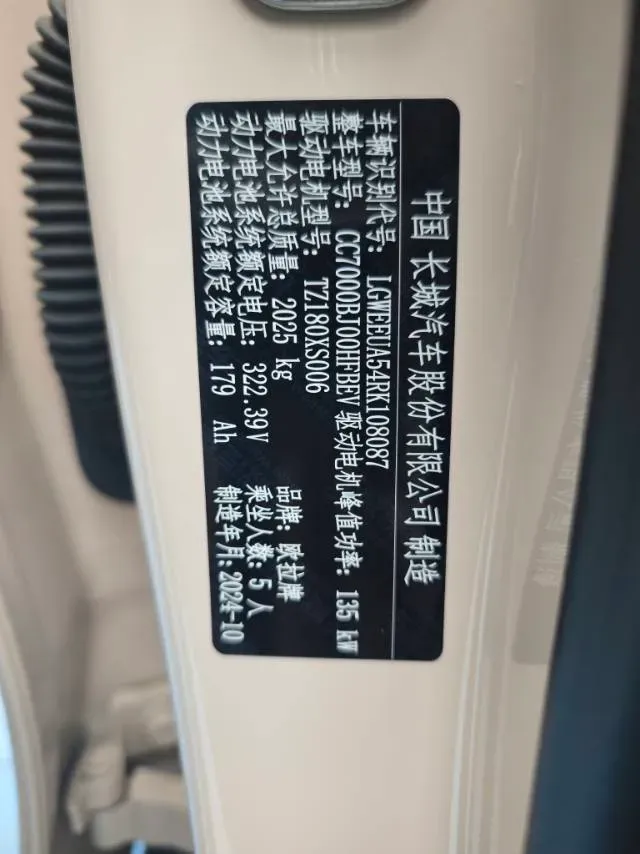 中国 长城汽车股份有限公司 制造
车辆识别代号: LGWEEUA54RK108087
整车型号: CC7000BJ00HFBEV 驱动电机峰值功率: 135 kW
驱动电机型号: TZ180XS006
最大允许总质量: 2025 kg 品牌: 欧拉牌
动力电池系统额定电压: 322.39V 乘坐人数: 5 人
动力电池系统额定容量: 179 Ah 制造年月: 2024-10